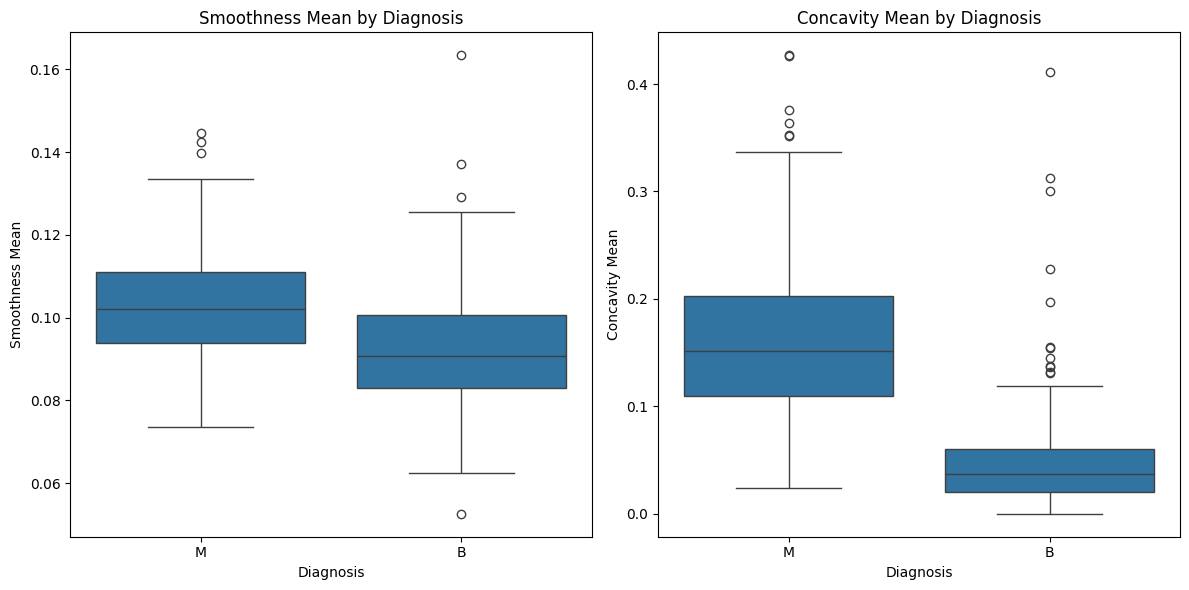 Smoothness Mean by Diagnosis
Smoothness Mean
0.16
0.14
0.12
0.10
0.08
0.06
M
B
Diagnosis
Concavity Mean by Diagnosis
Concavity Mean
0.4
0.3
0.2
0.1
0.0
M
B
Diagnosis